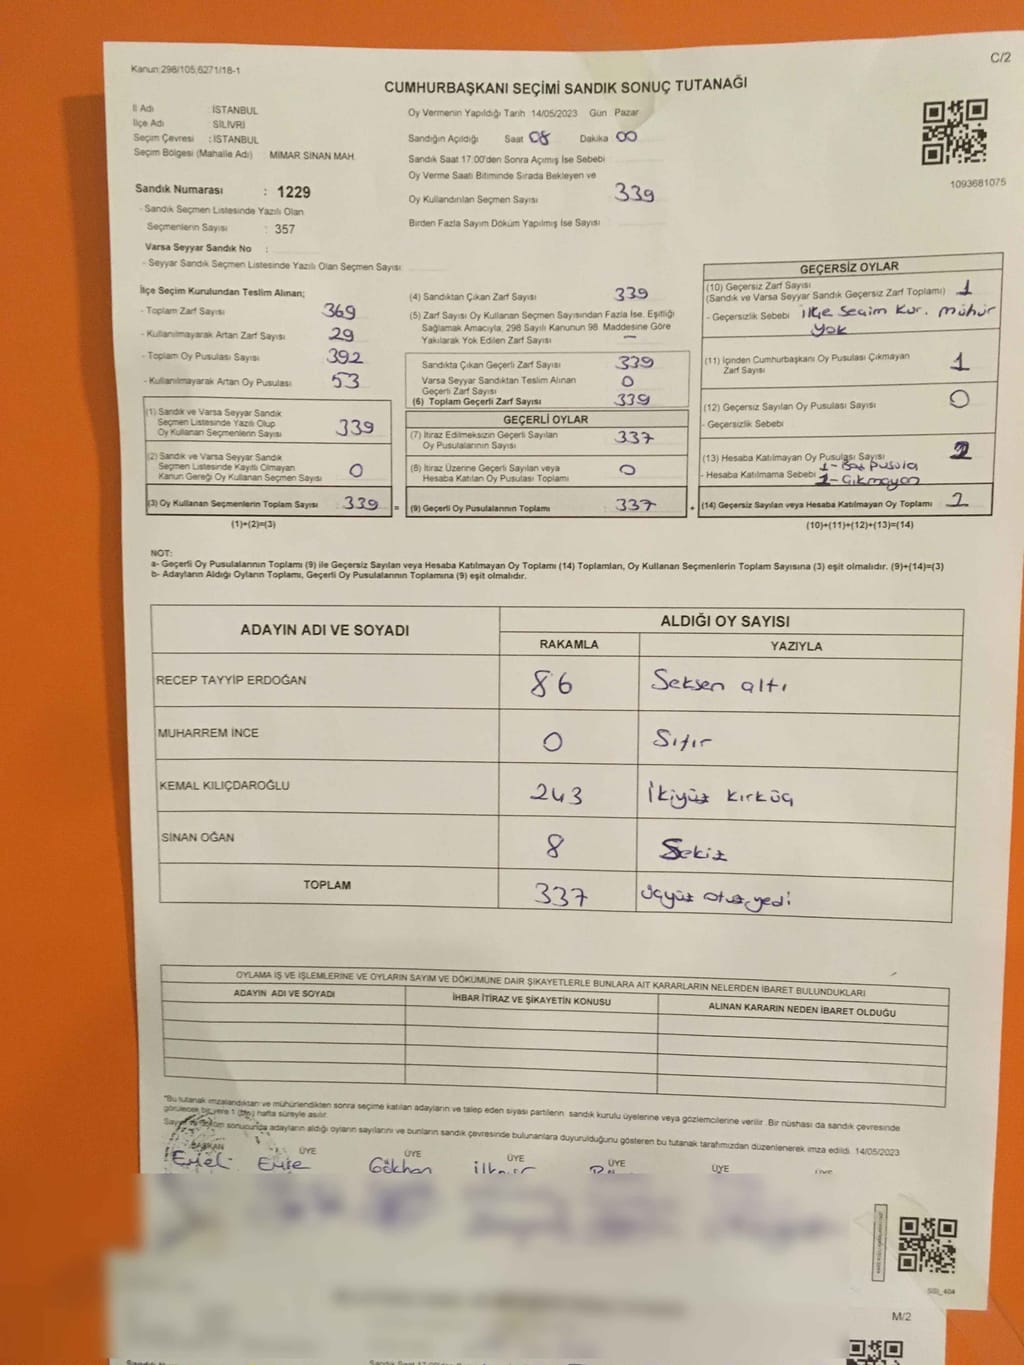 Kanun:298/105,6271/18-1
C/2
CUMHURBAŞKANI SEÇİMİ SANDIK SONUÇ TUTANAĞI
İl Adı : İSTANBUL
İlçe Adı : SİLİVRİ
Seçim Çevresi : İSTANBUL
Seçim Bölgesi (Mahalle Adı) : MİMAR SİNAN MAH.
Oy Vermenin Yapıldığı Tarih 14/05/2023 Gün Pazar
Sandığın Açıldığı Saat 08 Dakika 00
Sandık Saat 17:00'den Sonra Açımış İse Sebebi
Oy Verme Saati Bitiminde Sırada Bekleyen ve
Oy Kullandırılan Seçmen Sayısı 339
Birden Fazla Sayım Döküm Yapılmış İse Sayısı
1093681075
Sandık Numarası : 1229
- Sandık Seçmen Listesinde Yazılı Olan
Seçmenlerin Sayısı : 357
Varsa Seyyar Sandık No :
- Seyyar Sandık Seçmen Listesinde Yazılı Olan Seçmen Sayısı
İlçe Seçim Kurulundan Teslim Alınan;
- Toplam Zarf Sayısı 369
- Kullanılmayarak Artan Zarf Sayısı 29
- Toplam Oy Pusulası Sayısı 392
- Kullanılmayarak Artan Oy Pusulası 53
(1) Sandık ve Varsa Seyyar Sandık
Seçmen Listesinde Yazılı Olup
Oy Kullanan Seçmenlerin Sayısı 339
(2) Sandık ve Varsa Seyyar Sandık
Seçmen Listesinde Kayıtlı Olmayan
Kanun Gereği Oy Kullanan Seçmen Sayısı 0
(3) Oy Kullanan Seçmenlerin Toplam Sayısı 339 =
(1)+(2)=(3)
(4) Sandıktan Çıkan Zarf Sayısı 339
(5) Zarf Sayısı Oy Kullanan Seçmen Sayısından Fazla İse, Eşitliği
Sağlamak Amacıyla, 298 Sayılı Kanunun 98. Maddesine Göre
Yakılarak Yok Edilen Zarf Sayısı —
Sandıkta Çıkan Geçerli Zarf Sayısı 339
Varsa Seyyar Sandıktan Teslim Alınan
Geçerli Zarf Sayısı 0
(6) Toplam Geçerli Zarf Sayısı 339
GEÇERLİ OYLAR
(7) İtiraz Edilmeksizin Geçerli Sayılan
Oy Pusulalarının Sayısı 337
(8) İtiraz Üzerine Geçerli Sayılan veya
Hesaba Katılan Oy Pusulası Toplamı 0
(9) Geçerli Oy Pusulalarının Toplamı 337 +
GEÇERSİZ OYLAR
(10) Geçersiz Zarf Sayısı
(Sandık ve Varsa Seyyar Sandık Geçersiz Zarf Toplamı) 1
- Geçersizlik Sebebi ilçe Seçim Kur. mühür
yok
(11) İçinden Cumhurbaşkanı Oy Pusulası Çıkmayan
Zarf Sayısı 1
(12) Geçersiz Sayılan Oy Pusulası Sayısı 0
- Geçersizlik Sebebi
(13) Hesaba Katılmayan Oy Pusulası Sayısı 2
- Hesaba Katılmama Sebebi 1- Boş pusula
1- Çıkmayan
(14) Geçersiz Sayılan veya Hesaba Katılmayan Oy Toplamı 2
(10)+(11)+(12)+(13)=(14)
NOT:
a- Geçerli Oy Pusulalarının Toplamı (9) ile Geçersiz Sayılan veya Hesaba Katılmayan Oy Toplamı (14) Toplamları, Oy Kullanan Seçmenlerin Toplam Sayısına (3) eşit olmalıdır. (9)+(14)=(3)
b- Adayların Aldığı Oyların Toplamı, Geçerli Oy Pusulalarının Toplamına (9) eşit olmalıdır.
ADAYIN ADI VE SOYADI
ALDIĞI OY SAYISI
RAKAMLA YAZIYLA
RECEP TAYYİP ERDOĞAN 86 Seksen altı
MUHARREM İNCE 0 Sıfır
KEMAL KILIÇDAROĞLU 243 İkiyüz kırküç
SİNAN OĞAN 8 Sekiz
TOPLAM 337 üçyüz otuzyedi
OYLAMA İŞ VE İŞLEMLERİNE VE OYLARIN SAYIM VE DÖKÜMÜNE DAİR ŞİKAYETLERLE BUNLARA AİT KARARLARIN NELERDEN İBARET BULUNDUKLARI
ADAYIN ADI VE SOYADI İHBAR İTİRAZ VE ŞİKAYETİN KONUSU ALINAN KARARIN NEDEN İBARET OLDUĞU
*Bu tutanak imzalandıktan ve mühürlendikten sonra seçime katılan adayların ve talep eden siyasi partilerin sandık kurulu üyelerine veya gözlemcilerine verilir. Bir nüshası da sandık çevresinde
görülecek bir yere 1 (bir) hafta süreyle asılır.
Sayım ve döküm sonucunda adayların aldığı oyların sayılarını ve bunların sandık çevresinde bulunanlara duyurulduğunu gösteren bu tutanak tarafımızdan düzenlenerek imza edildi. 14/05/2023
BAŞKAN ÜYE ÜYE ÜYE ÜYE ÜYE
Emel Emre Gökhan
SSİ_404
M/2